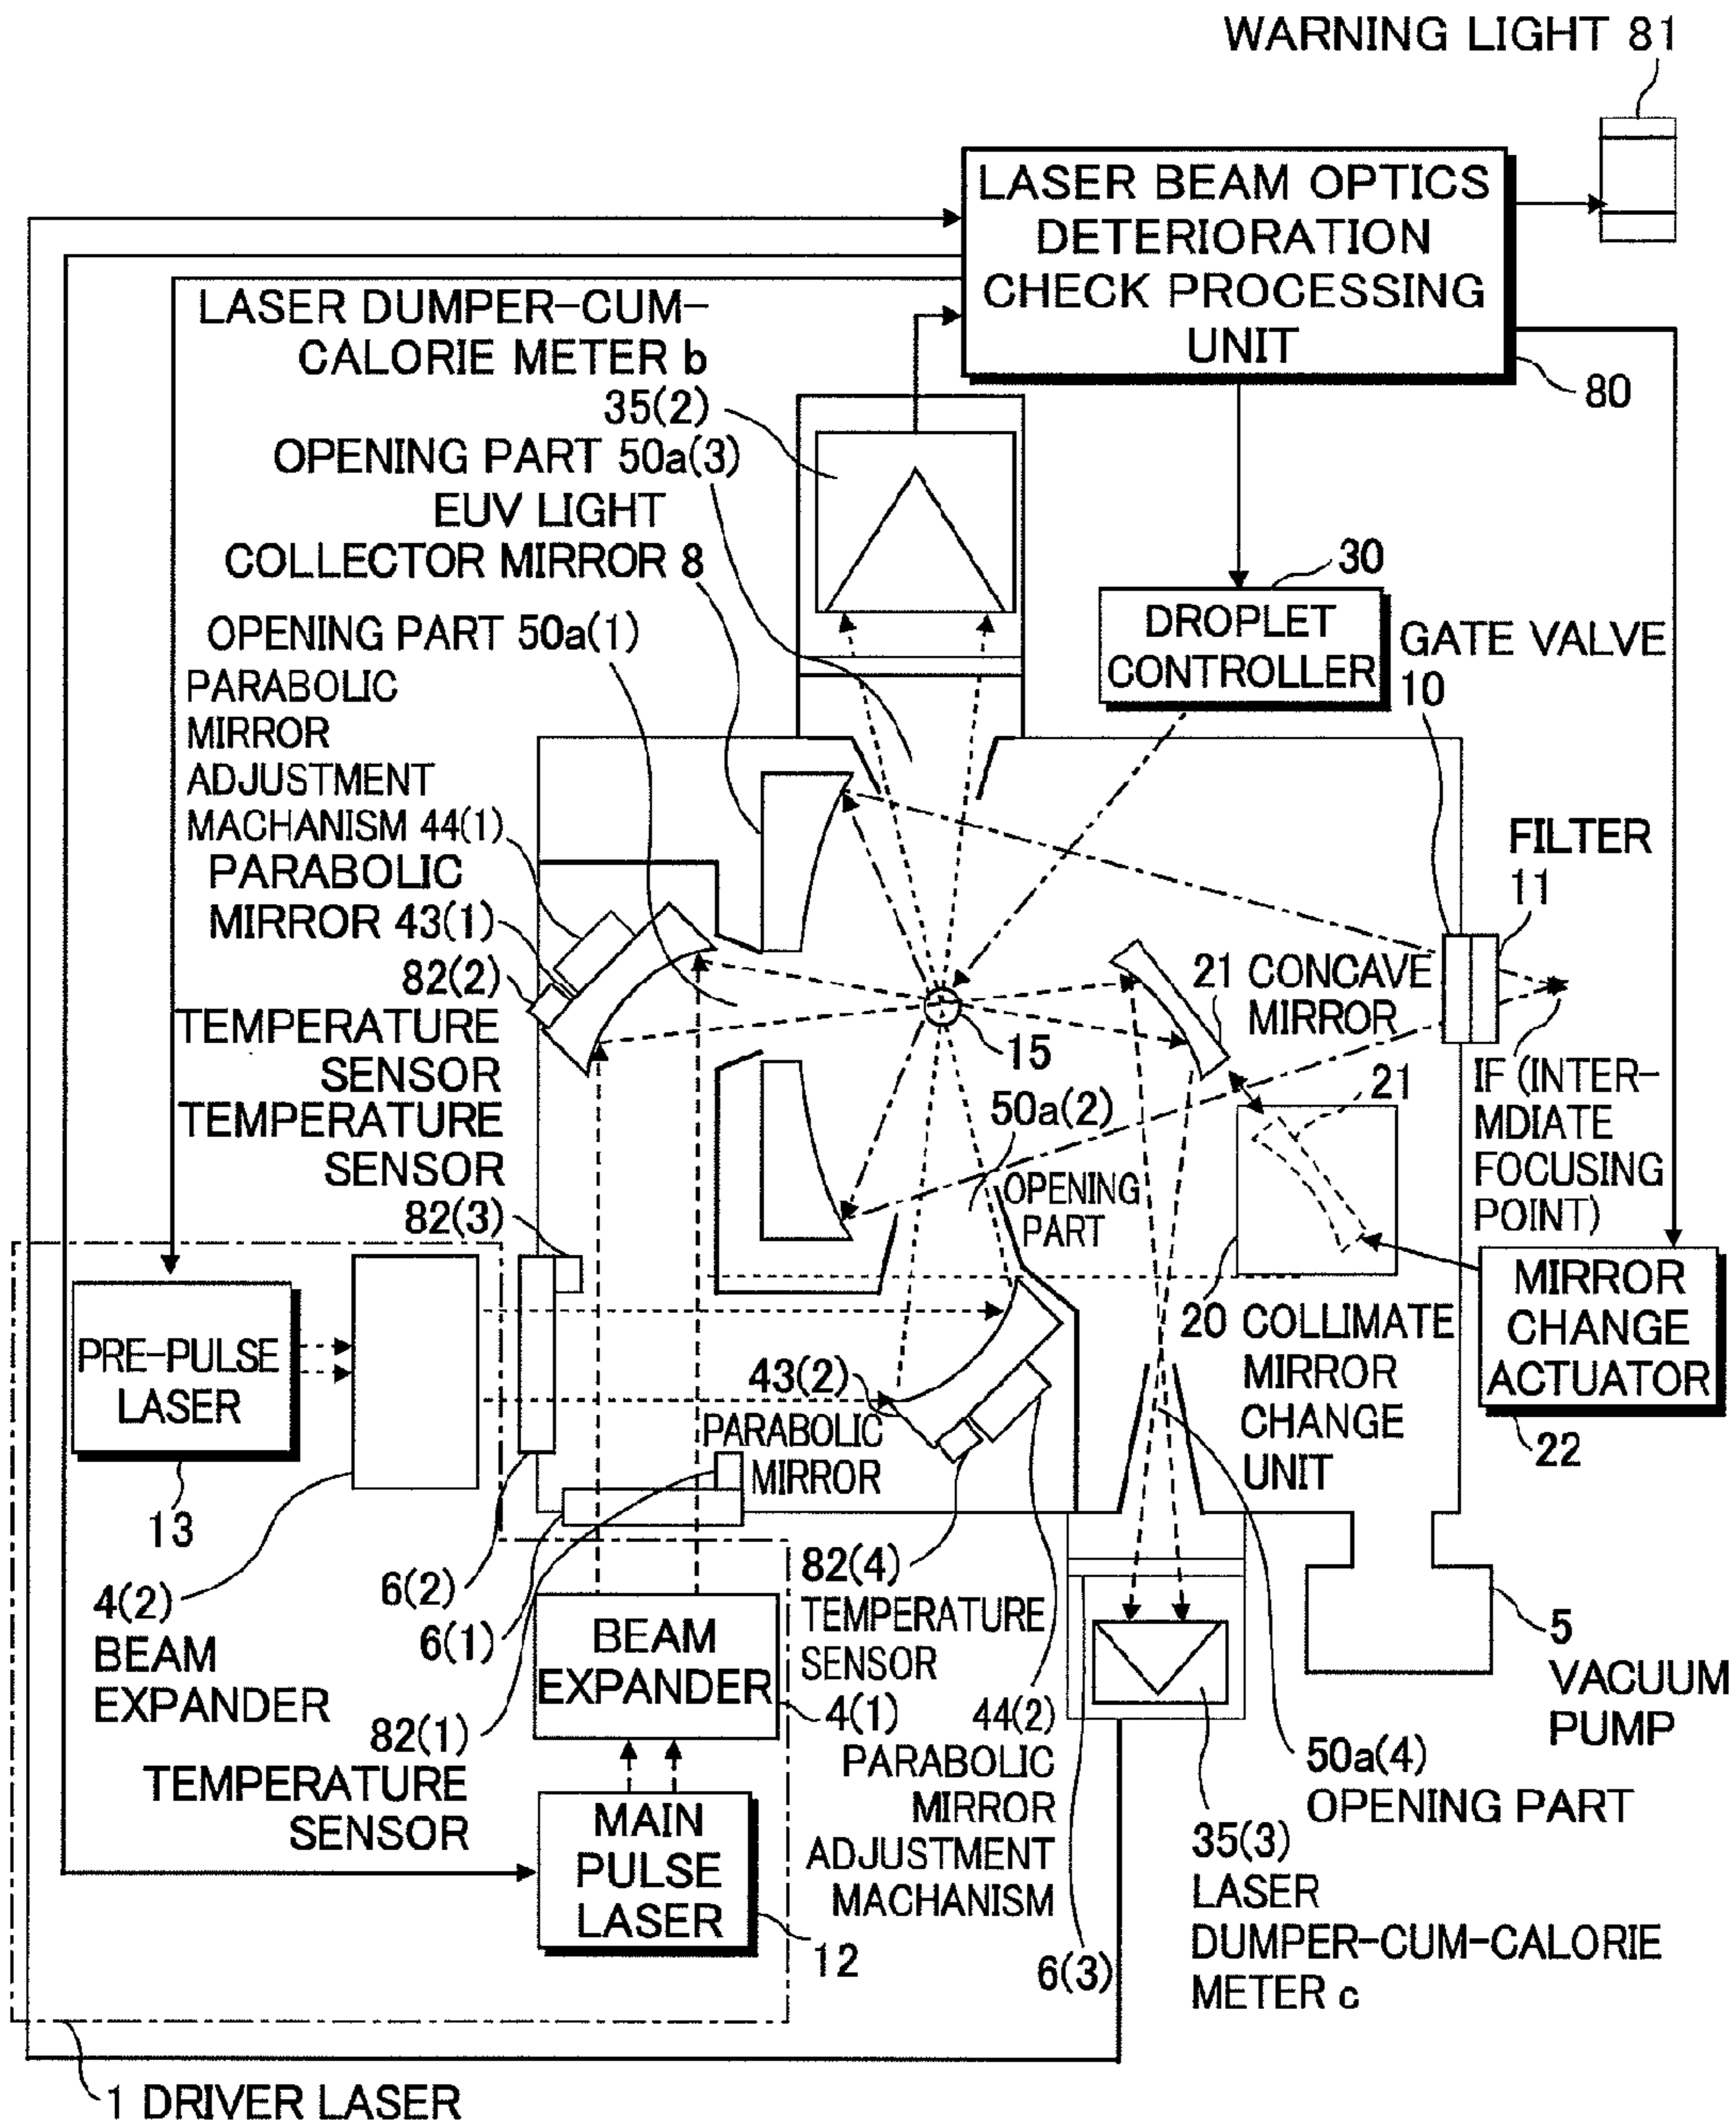 WARNING LIGHT 81
LASER BEAM OPTICS
DETERIORATION
CHECK PROCESSING
UNIT
80
LASER DUMPER-CUM-
CALORIE METER b
35(2)
OPENING PART 50a(3)
EUV LIGHT
COLLECTOR MIRROR 8
30
DROPLET
CONTROLLER
GATE VALVE
10
OPENING PART 50a(1)
PARABOLIC
MIRROR
ADJUSTMENT
MACHANISM 44(1)
PARABOLIC
MIRROR 43(1)
82(2)
TEMPERATURE
SENSOR
TEMPERATURE
SENSOR
82(3)
FILTER
11
21 CONCAVE
MIRROR
15
50a(2)
OPENING
PART
21
IF (INTER-
MDIATE
FOCUSING
POINT)
PRE-PULSE
LASER
13
43(2)
PARABOLIC
MIRROR
20 COLLIMATE
MIRROR
CHANGE
UNIT
MIRROR
CHANGE
ACTUATOR
22
4(2)
BEAM
EXPANDER
6(2)
6(1)
82(1)
TEMPERATURE
SENSOR
BEAM
EXPANDER
4(1)
82(4)
TEMPERATURE
SENSOR
44(2)
PARABOLIC
MIRROR
ADJUSTMENT
MACHANISM
5
VACUUM
PUMP
50a(4)
OPENING PART
35(3)
LASER
DUMPER-CUM-CALORIE
METER c
6(3)
MAIN
PULSE
LASER
12
1 DRIVER LASER